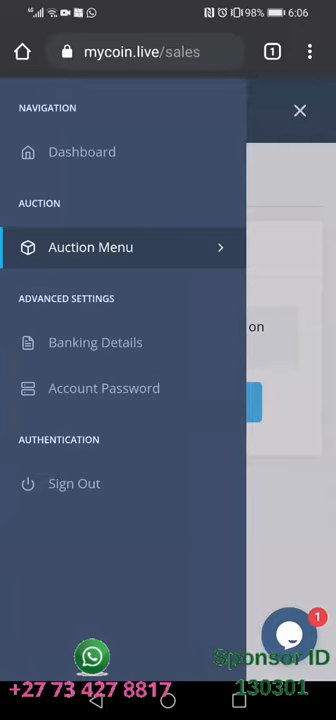 98% 6:06
mycoin.live/sales
1
NAVIGATION
Dashboard
AUCTION
Auction Menu
on
ADVANCED SETTINGS
Banking Details
Account Password
AUTHENTICATION
Sign Out
1
Sponsor ID
+27 73 427 8817 130301